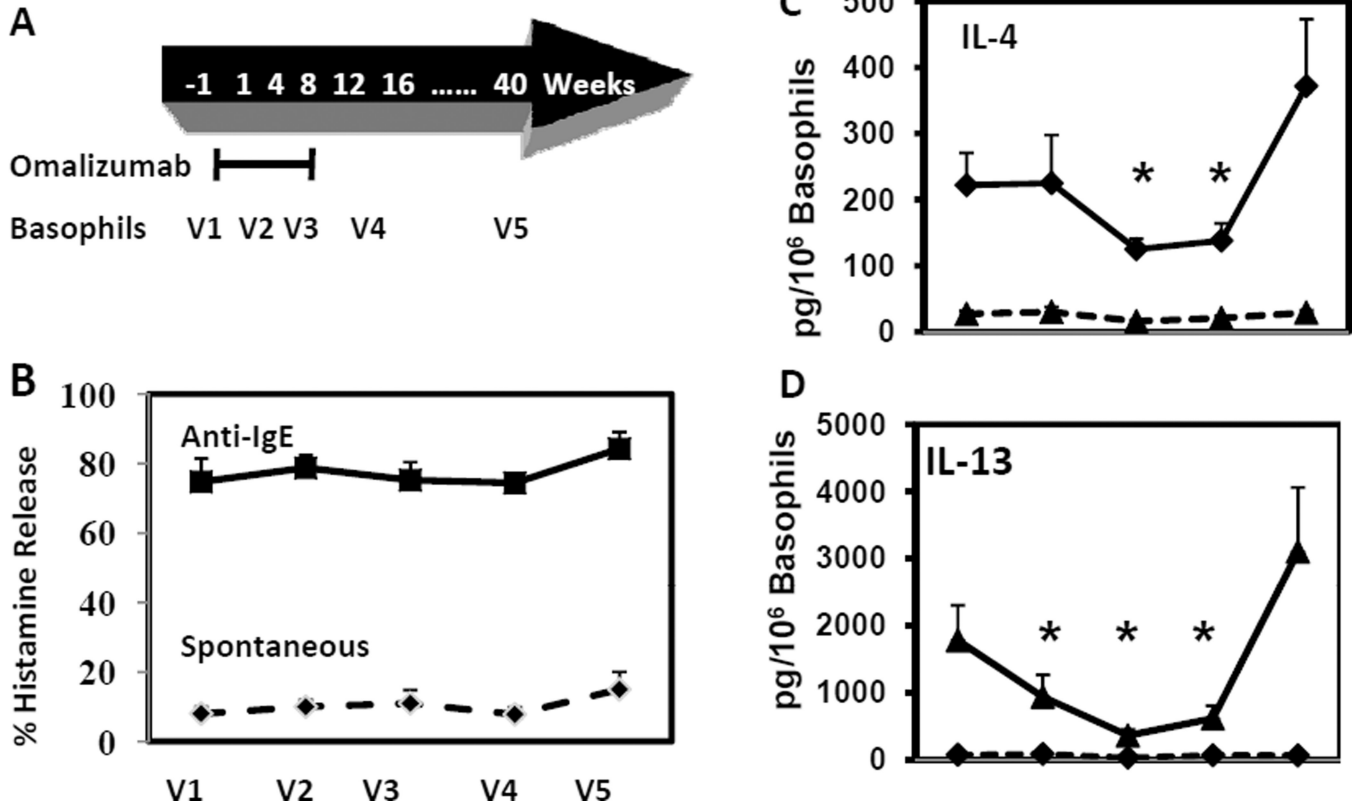 A
-1 1 4 8 12 16 ...... 40 Weeks
Omalizumab
Basophils V1 V2 V3 V4 V5
B
% Histamine Release
100
80
60
40
20
0
Anti-IgE
Spontaneous
V1 V2 V3 V4 V5
C
pg/10⁶ Basophils
500
400
300
200
100
0
IL-4
* *
D
pg/10⁶ Basophils
5000
4000
3000
2000
1000
0
IL-13
* * *